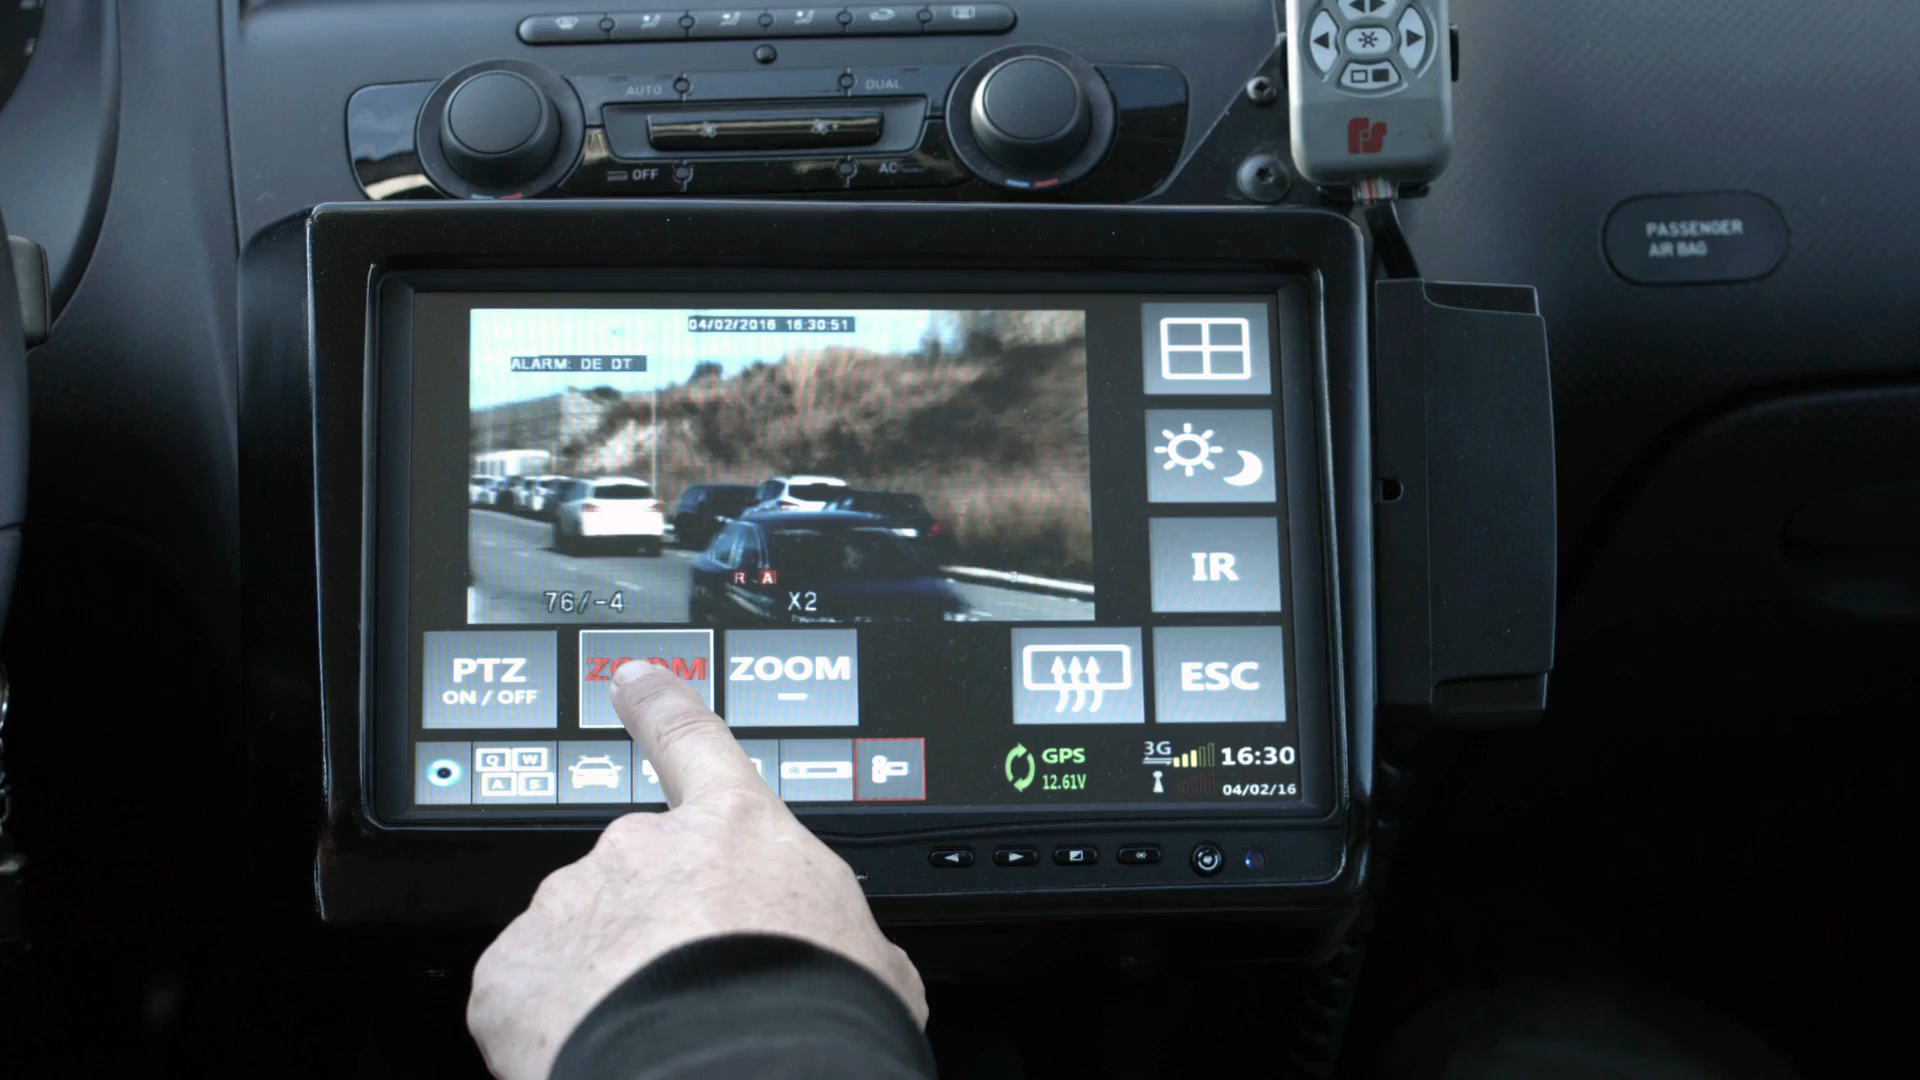 AUTO
DUAL
OFF
AC
PASSENGER
AIR BAG
04/02/2016 16:30:51
ALARM: DE DT
R A
76/-4
X2
IR
PTZ
ON / OFF
ZOOM
ZOOM
-
ESC
Q W
A S
GPS
12.61V
3G
16:30
04/02/16